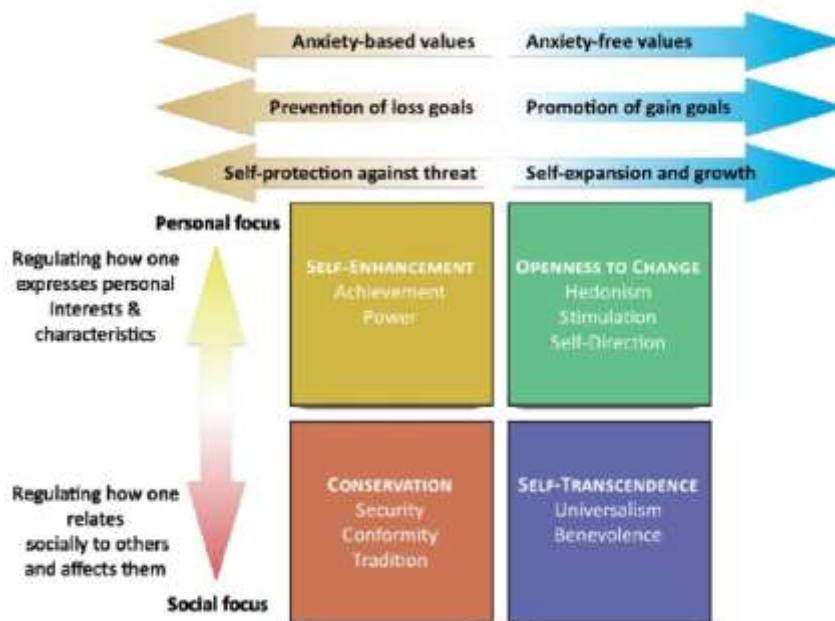 Anxiety-based values
Anxiety-free values
Prevention of loss goals
Promotion of gain goals
Self-protection against threat
Self-expansion and growth
Personal focus
Regulating how one
expresses personal
interests &
characteristics
SELF-ENHANCEMENT
Achievement
Power
OPENNESS TO CHANGE
Hedonism
Stimulation
Self-Direction
Regulating how one
relates
socially to others
and affects them
Social focus
CONSERVATION
Security
Conformity
Tradition
SELF-TRANSCENDENCE
Universalism
Benevolence